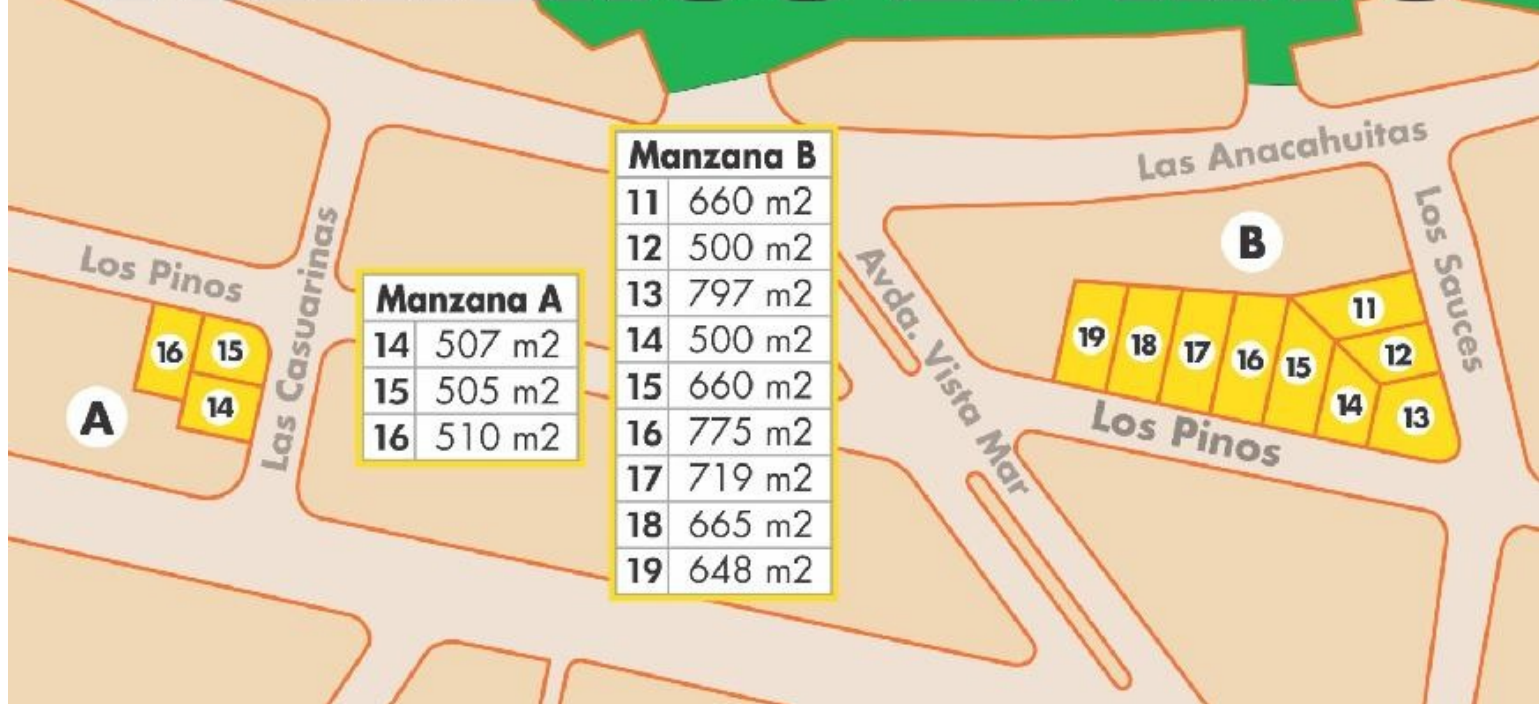 Las Anacahuitas
Los Sauces
Los Pinos
Las Casuarinas
Avda. Vista Mar
Los Pinos
A
16
15
14
Manzana A
14 507 m2
15 505 m2
16 510 m2
Manzana B
11 660 m2
12 500 m2
13 797 m2
14 500 m2
15 660 m2
16 775 m2
17 719 m2
18 665 m2
19 648 m2
B
19
18
17
16
15
14
13
12
11